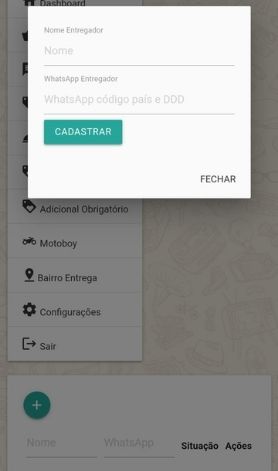 Dashboard
Nome Entregador
Nome
WhatsApp Entregador
WhatsApp código país e DDD
CADASTRAR
FECHAR
Adicional Obrigatório
Motoboy
Bairro Entrega
Configurações
Sair
Nome WhatsApp Situação Ações